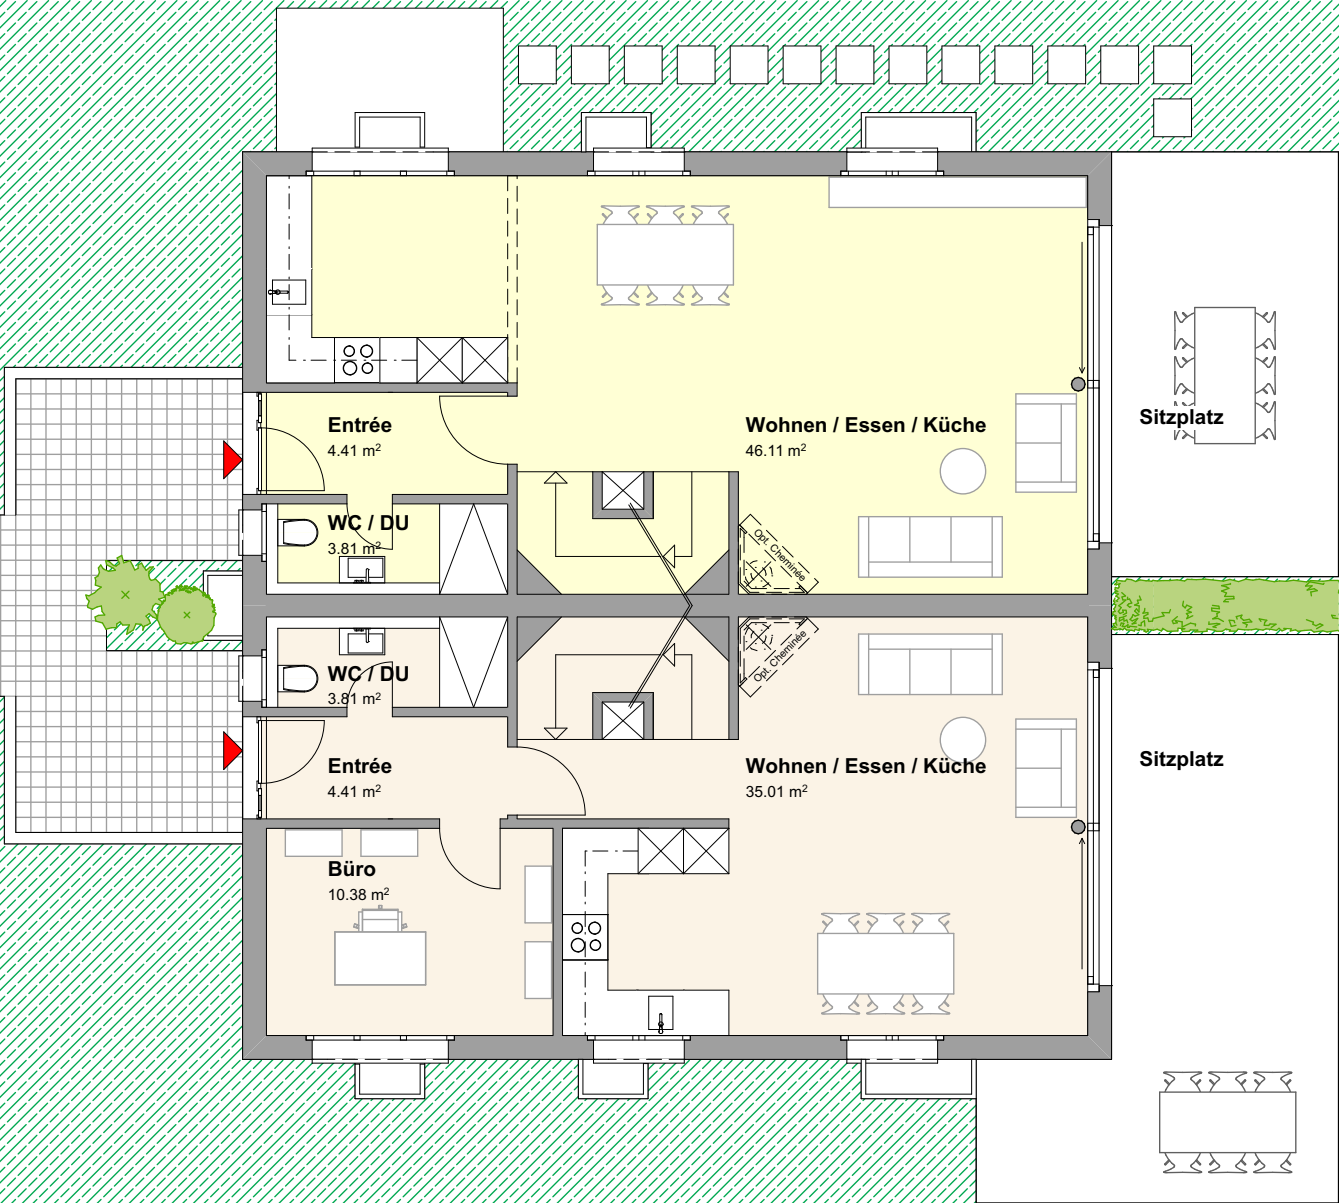 Entrée
4.41 m²
Wohnen / Essen / Küche
46.11 m²
Sitzplatz
WC / DU
3.81 m²
Opt. Cheminée
WC / DU
3.81 m²
Opt. Cheminée
Entrée
4.41 m²
Wohnen / Essen / Küche
35.01 m²
Sitzplatz
Büro
10.38 m²